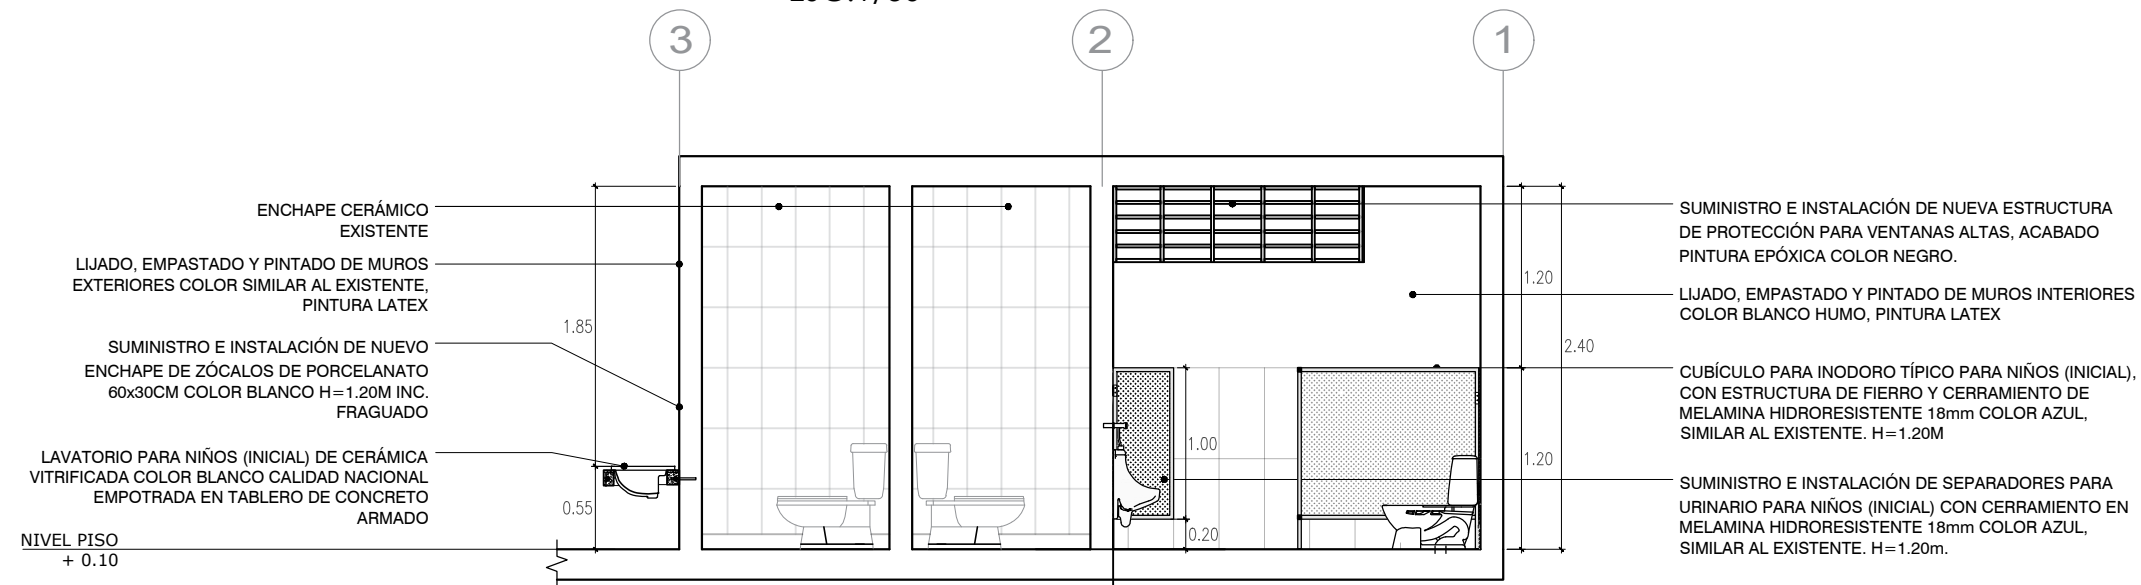 3
2
1
ENCHAPE CERÁMICO
EXISTENTE
LIJADO, EMPASTADO Y PINTADO DE MUROS
EXTERIORES COLOR SIMILAR AL EXISTENTE,
PINTURA LATEX
SUMINISTRO E INSTALACIÓN DE NUEVO
ENCHAPE DE ZÓCALOS DE PORCELANATO
60x30CM COLOR BLANCO H=1.20M INC.
FRAGUADO
LAVATORIO PARA NIÑOS (INICIAL) DE CERÁMICA
VITRIFICADA COLOR BLANCO CALIDAD NACIONAL
EMPOTRADA EN TABLERO DE CONCRETO
ARMADO
NIVEL PISO
+ 0.10
1.85
0.55
1.00
0.20
1.20
2.40
1.20
SUMINISTRO E INSTALACIÓN DE NUEVA ESTRUCTURA
DE PROTECCIÓN PARA VENTANAS ALTAS, ACABADO
PINTURA EPÓXICA COLOR NEGRO.
LIJADO, EMPASTADO Y PINTADO DE MUROS INTERIORES
COLOR BLANCO HUMO, PINTURA LATEX
CUBÍCULO PARA INODORO TÍPICO PARA NIÑOS (INICIAL),
CON ESTRUCTURA DE FIERRO Y CERRAMIENTO DE
MELAMINA HIDRORESISTENTE 18mm COLOR AZUL,
SIMILAR AL EXISTENTE. H=1.20M
SUMINISTRO E INSTALACIÓN DE SEPARADORES PARA
URINARIO PARA NIÑOS (INICIAL) CON CERRAMIENTO EN
MELAMINA HIDRORESISTENTE 18mm COLOR AZUL,
SIMILAR AL EXISTENTE. H=1.20m.